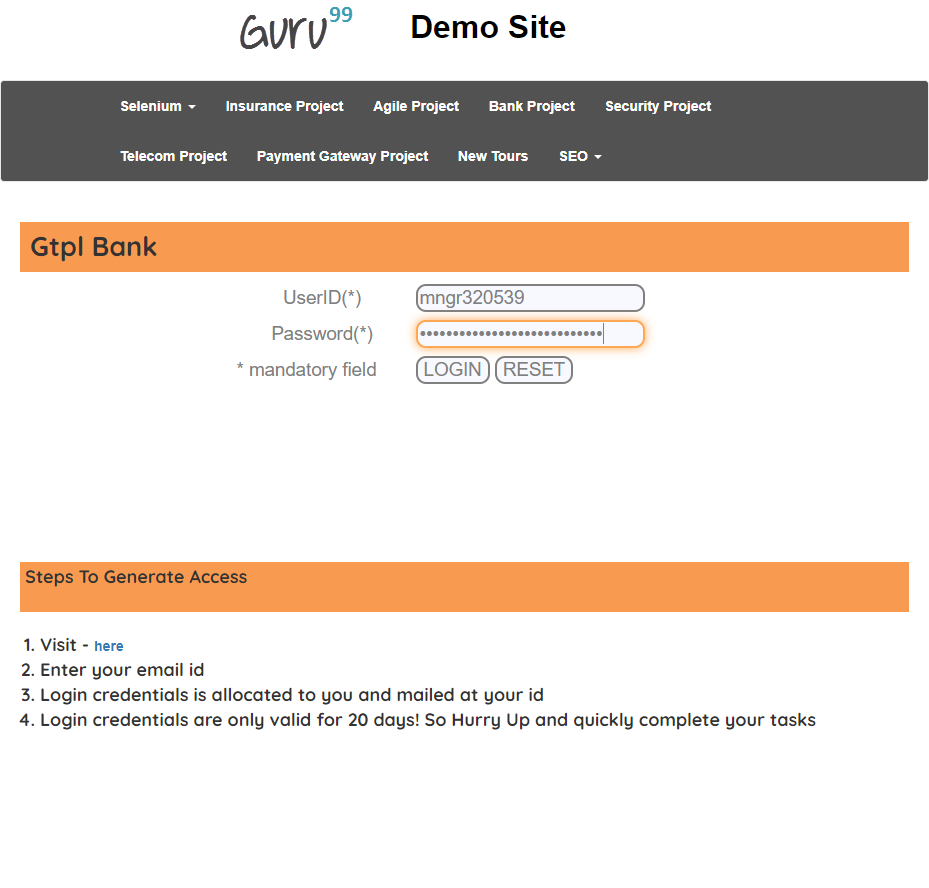 Guru99 Demo Site
Selenium Insurance Project Agile Project Bank Project Security Project
Telecom Project Payment Gateway Project New Tours SEO
Gtpl Bank
UserID(*) mngr320539
Password(*) ••••••••••••••••••••••••••••
* mandatory field LOGIN RESET
Steps To Generate Access
1. Visit - here
2. Enter your email id
3. Login credentials is allocated to you and mailed at your id
4. Login credentials are only valid for 20 days! So Hurry Up and quickly complete your tasks